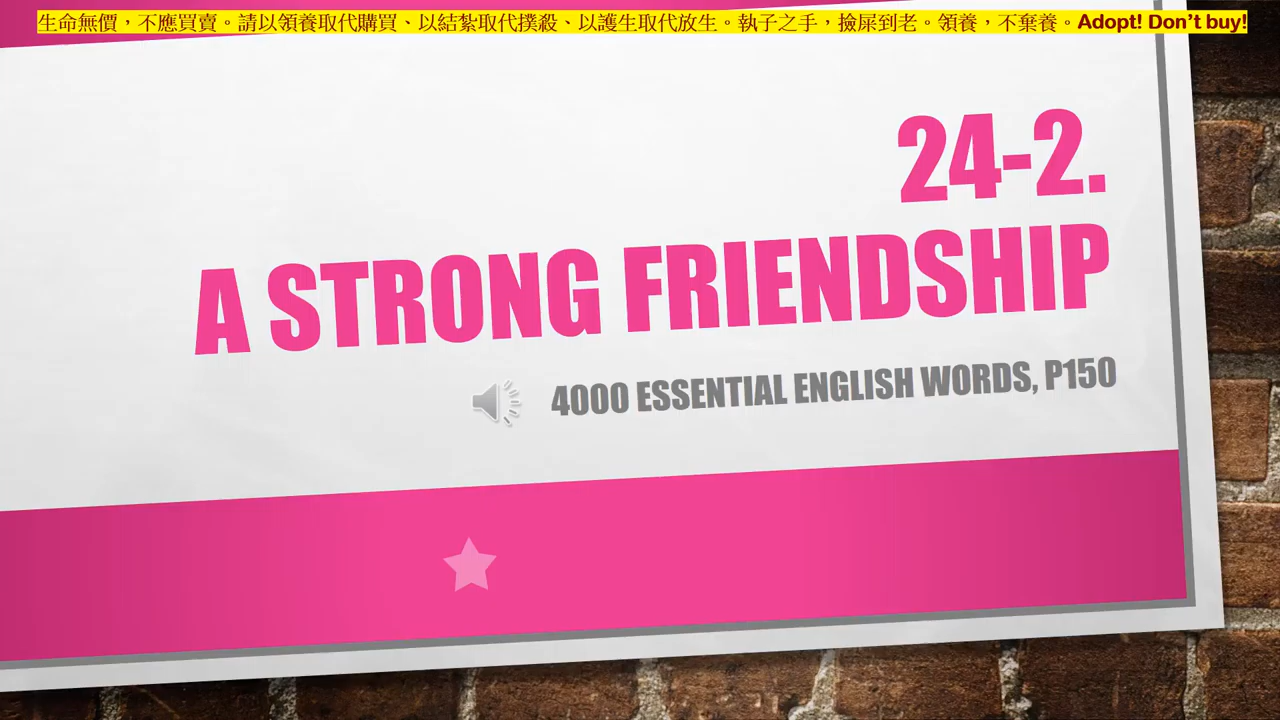 生命無價，不應買賣。請以領養取代購買、以結紮取代撲殺、以護生取代放生。執子之手，撿屎到老。領養，不棄養。Adopt! Don't buy!
24-2.
A STRONG FRIENDSHIP
4000 ESSENTIAL ENGLISH WORDS, P150